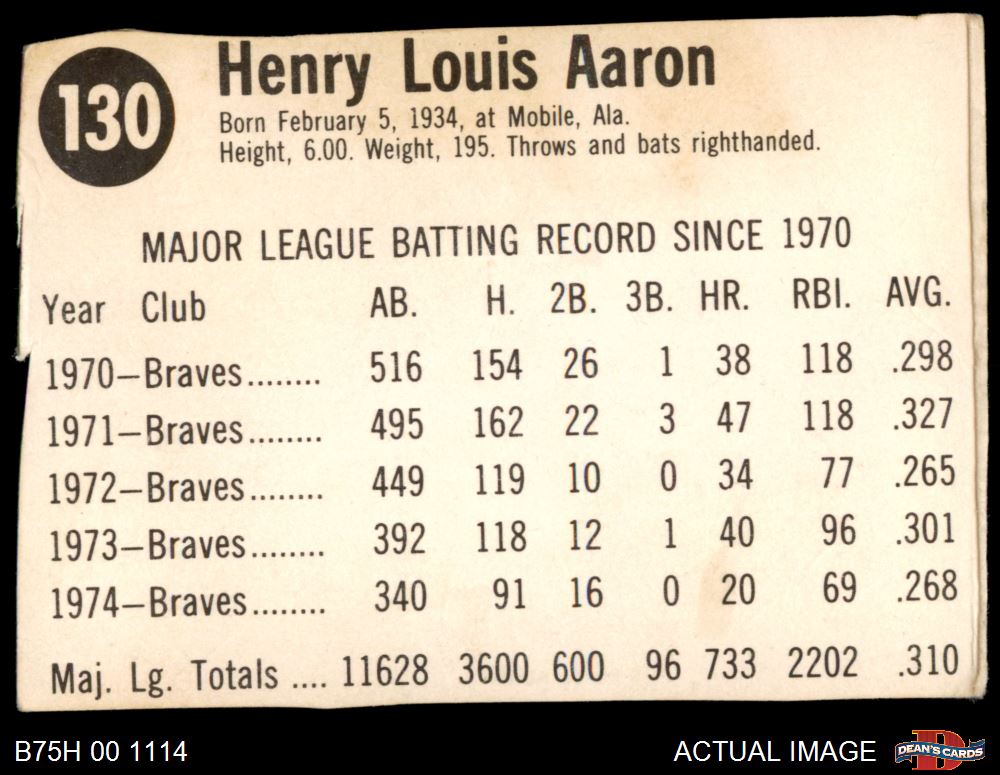 130
Henry Louis Aaron
Born February 5, 1934, at Mobile, Ala.
Height, 6.00. Weight, 195. Throws and bats righthanded.
MAJOR LEAGUE BATTING RECORD SINCE 1970
Year Club AB. H. 2B. 3B. HR. RBI. AVG.
1970—Braves........ 516 154 26 1 38 118 .298
1971—Braves........ 495 162 22 3 47 118 .327
1972—Braves........ 449 119 10 0 34 77 .265
1973—Braves........ 392 118 12 1 40 96 .301
1974—Braves........ 340 91 16 0 20 69 .268
Maj. Lg. Totals .... 11628 3600 600 96 733 2202 .310
B75H 00 1114 ACTUAL IMAGE DEAN'S CARDS